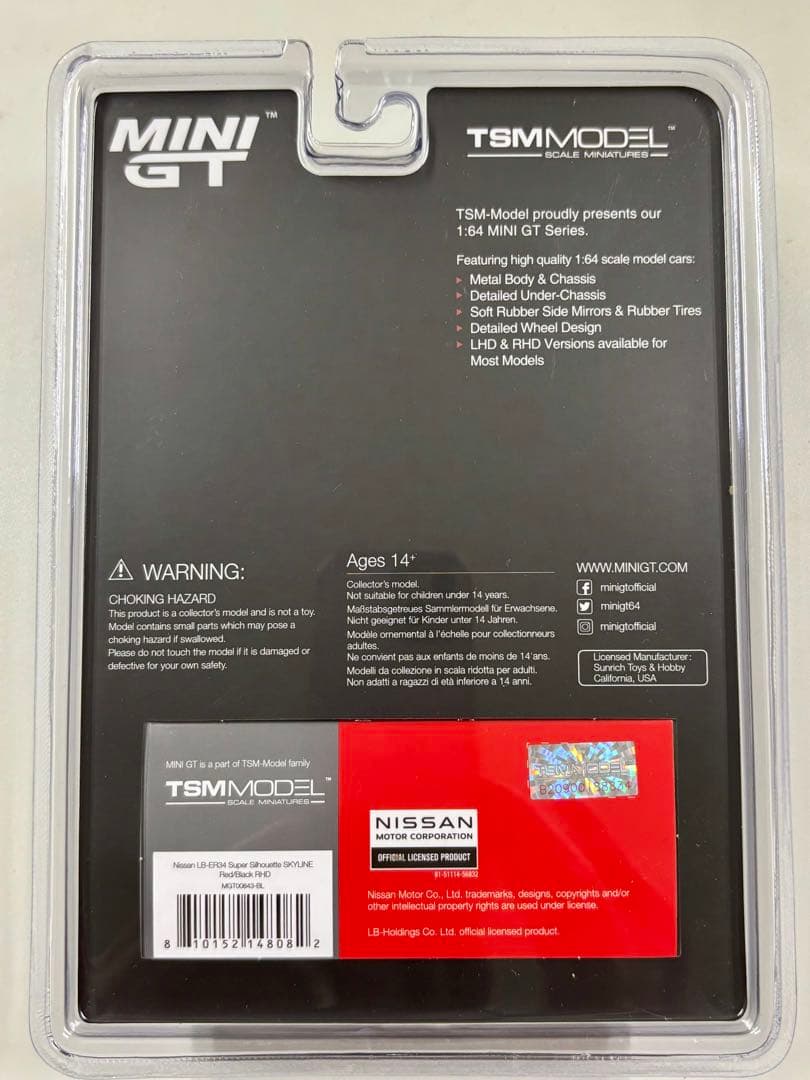 MINI GT™
TSMMODEL™
SCALE MINIATURES
TSM-Model proudly presents our
1:64 MINI GT Series.
Featuring high quality 1:64 scale model cars:
Metal Body & Chassis
Detailed Under-Chassis
Soft Rubber Side Mirrors & Rubber Tires
Detailed Wheel Design
LHD & RHD Versions available for
Most Models
WARNING:
CHOKING HAZARD
This product is a collector's model and is not a toy.
Model contains small parts which may pose a
choking hazard if swallowed.
Please do not touch the model if it is damaged or
defective for your own safety.
Ages 14+
Collector's model.
Not suitable for children under 14 years.
Maßstabsgetreues Sammlermodell für Erwachsene.
Nicht geeignet für Kinder unter 14 Jahren.
Modèle ornemental à l'échelle pour collectionneurs
adultes.
Ne convient pas aux enfants de moins de 14 ans.
Modelli da collezione in scala ridotta per adulti.
Non adatti a ragazzi di età inferiore a 14 anni.
WWW.MINIGT.COM
minigtofficial
minigt64
minigtofficial
Licensed Manufacturer:
Sunrich Toys & Hobby
California, USA
MINI GT is a part of TSM-Model family
TSMMODEL™
SCALE MINIATURES
Nissan LB-ER34 Super Silhouette SKYLINE
Red/Black RHD
MGT00643-BL
8 10152 14808 2
TSMMODEL
NISSAN
MOTOR CORPORATION
OFFICIAL LICENSED PRODUCT
91-51114-56832
Nissan Motor Co., Ltd. trademarks, designs, copyrights and/or
other intellectual property rights are used under license.
LB-Holdings Co. Ltd. official licensed product.